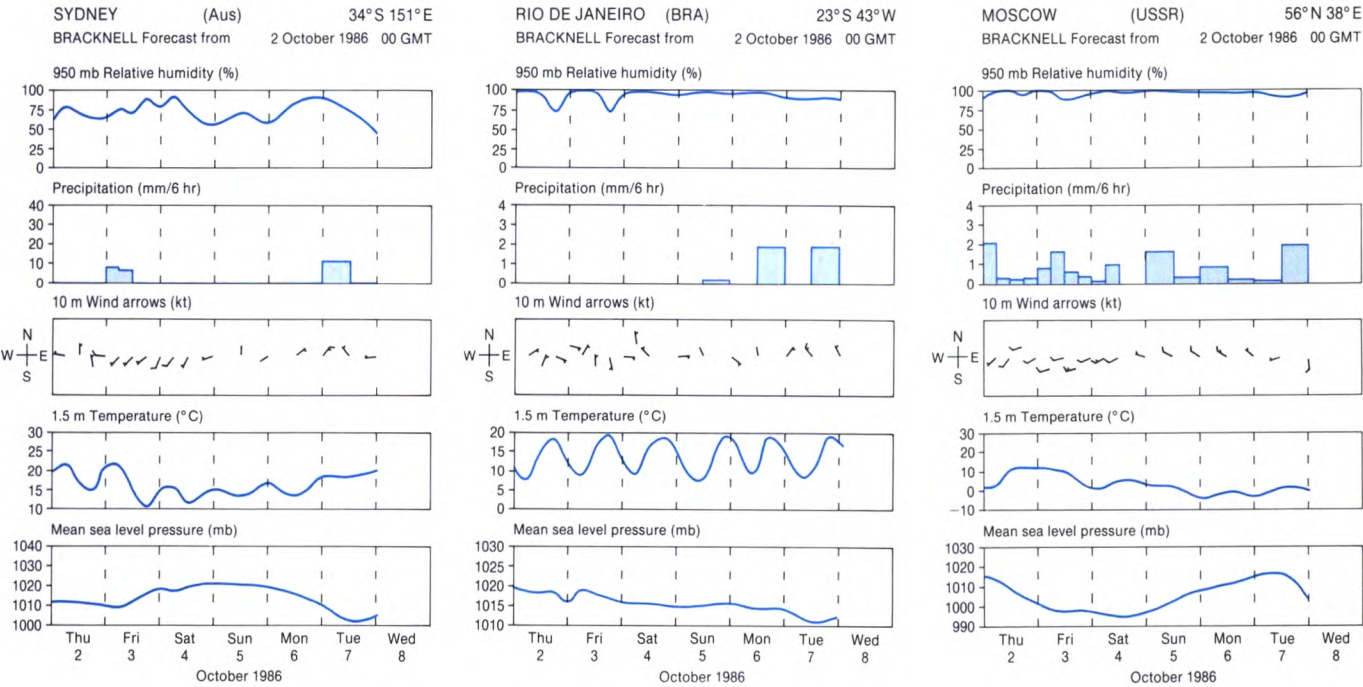 SYDNEY (Aus) 34°S 151°E
BRACKNELL Forecast from 2 October 1986 00 GMT
950 mb Relative humidity (%)
100
75
50
25
0
Precipitation (mm/6 hr)
40
30
20
10
0
10 m Wind arrows (kt)
N
W E
S
1.5 m Temperature (°C)
30
25
20
15
10
Mean sea level pressure (mb)
1040
1030
1020
1010
1000
Thu Fri Sat Sun Mon Tue Wed
2 3 4 5 6 7 8
October 1986
RIO DE JANEIRO (BRA) 23°S 43°W
BRACKNELL Forecast from 2 October 1986 00 GMT
950 mb Relative humidity (%)
100
75
50
25
0
Precipitation (mm/6 hr)
4
3
2
1
0
10 m Wind arrows (kt)
N
W E
S
1.5 m Temperature (°C)
20
15
10
5
0
Mean sea level pressure (mb)
1030
1025
1020
1015
1010
Thu Fri Sat Sun Mon Tue Wed
2 3 4 5 6 7 8
October 1986
MOSCOW (USSR) 56°N 38°E
BRACKNELL Forecast from 2 October 1986 00 GMT
950 mb Relative humidity (%)
100
75
50
25
0
Precipitation (mm/6 hr)
4
3
2
1
0
10 m Wind arrows (kt)
N
W E
S
1.5 m Temperature (°C)
30
20
10
0
−10
Mean sea level pressure (mb)
1030
1020
1010
1000
990
Thu Fri Sat Sun Mon Tue Wed
2 3 4 5 6 7 8
October 1986